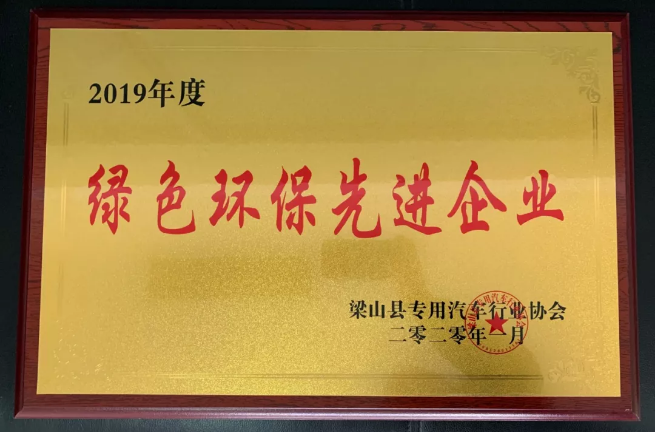 2019年度
绿色环保先进企业
梁山县专用汽车行业协会
二零二零年一月